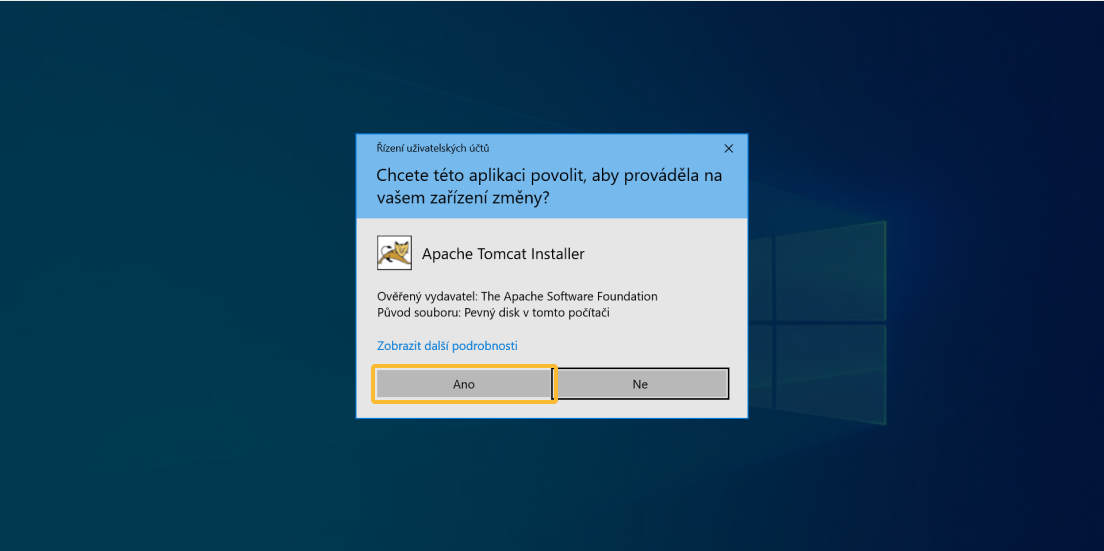 Řízení uživatelských účtů
Chcete této aplikaci povolit, aby prováděla na
vašem zařízení změny?
Apache Tomcat Installer
Ověřený vydavatel: The Apache Software Foundation
Původ souboru: Pevný disk v tomto počítači
Zobrazit další podrobnosti
Ano
Ne